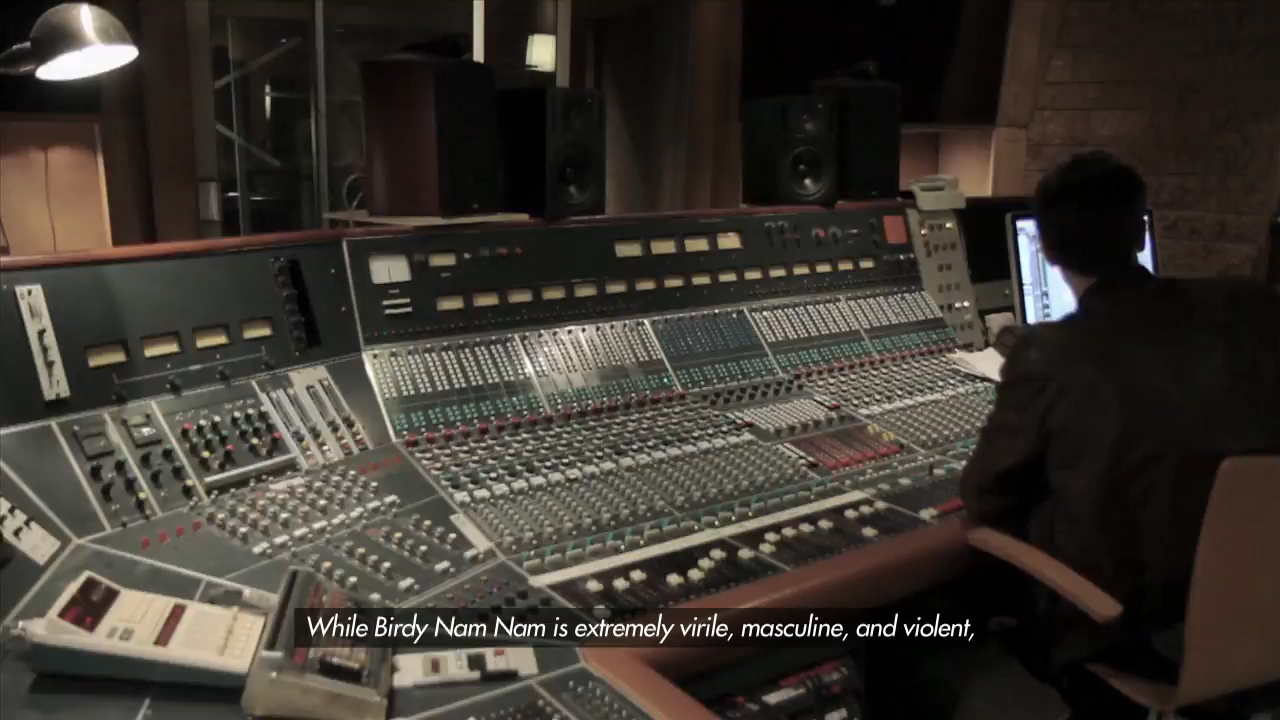 While Birdy Nam Nam is extremely virile, masculine, and violent,